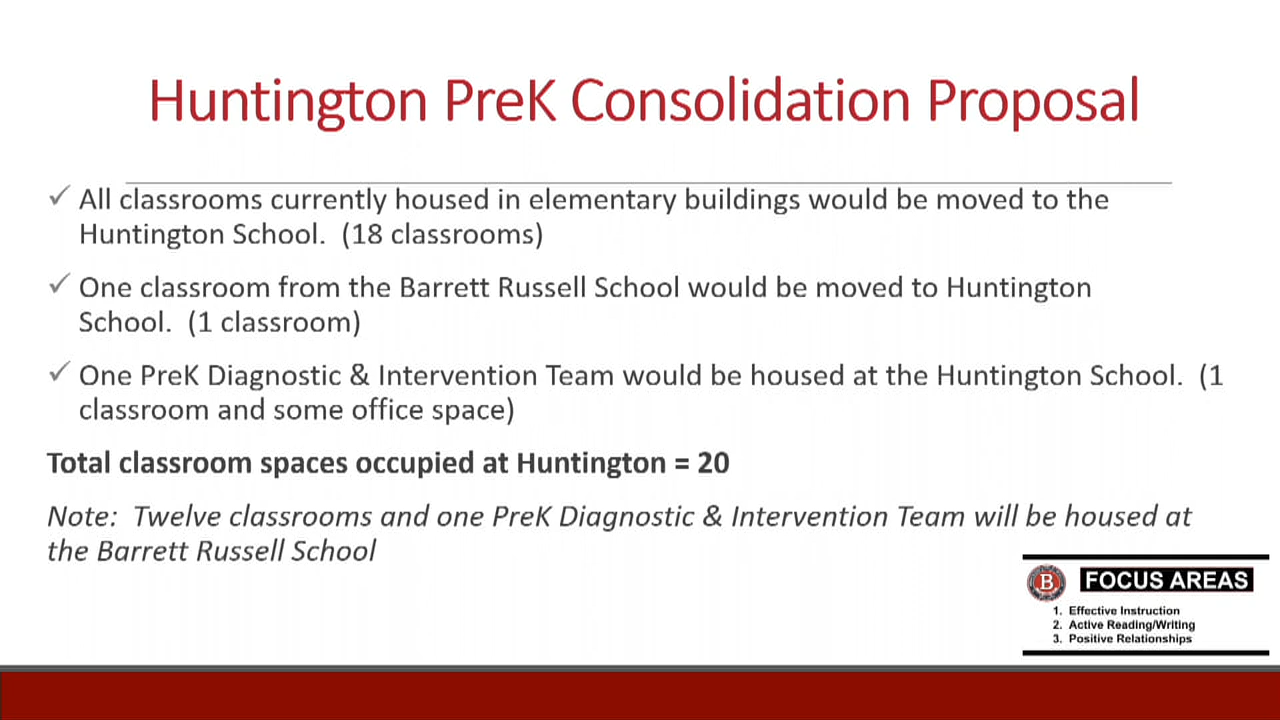 Huntington PreK Consolidation Proposal
✓ All classrooms currently housed in elementary buildings would be moved to the
Huntington School.  (18 classrooms)
✓ One classroom from the Barrett Russell School would be moved to Huntington
School.  (1 classroom)
✓ One PreK Diagnostic & Intervention Team would be housed at the Huntington School.  (1
classroom and some office space)
Total classroom spaces occupied at Huntington = 20
Note:  Twelve classrooms and one PreK Diagnostic & Intervention Team will be housed at
the Barrett Russell School
B FOCUS AREAS
1. Effective Instruction
2. Active Reading/Writing
3. Positive Relationships